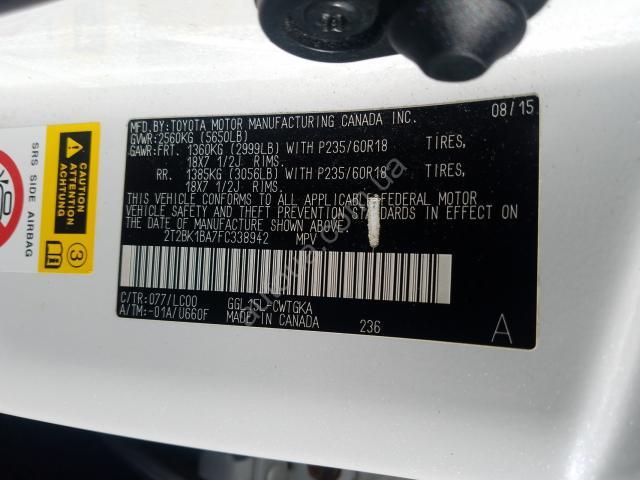 MFD.BY:TOYOTA MOTOR MANUFACTURING CANADA INC. 08/15
GVWR:2560KG (5650LB)
GAWR:FRT. 1360KG (2999LB) WITH P235/60R18 TIRES,
18X7 1/2J RIMS,
RR. 1385KG (3056LB) WITH P235/60R18 TIRES,
18X7 1/2J RIMS,
THIS VEHICLE CONFORMS TO ALL APPLICABLE FEDERAL MOTOR
VEHICLE SAFETY AND THEFT PREVENTION STANDARDS IN EFFECT ON
THE DATE OF MANUFACTURE SHOWN ABOVE.
2T2BK1BA7FC338942 MPV
C/TR:077/LC00 GGL15L-CWTGKA
A/TM:-01A/U660F MADE IN CANADA 236 A
SRS SIDE AIRBAG
CAUTION
ATTENTION
ACHTUNG
3